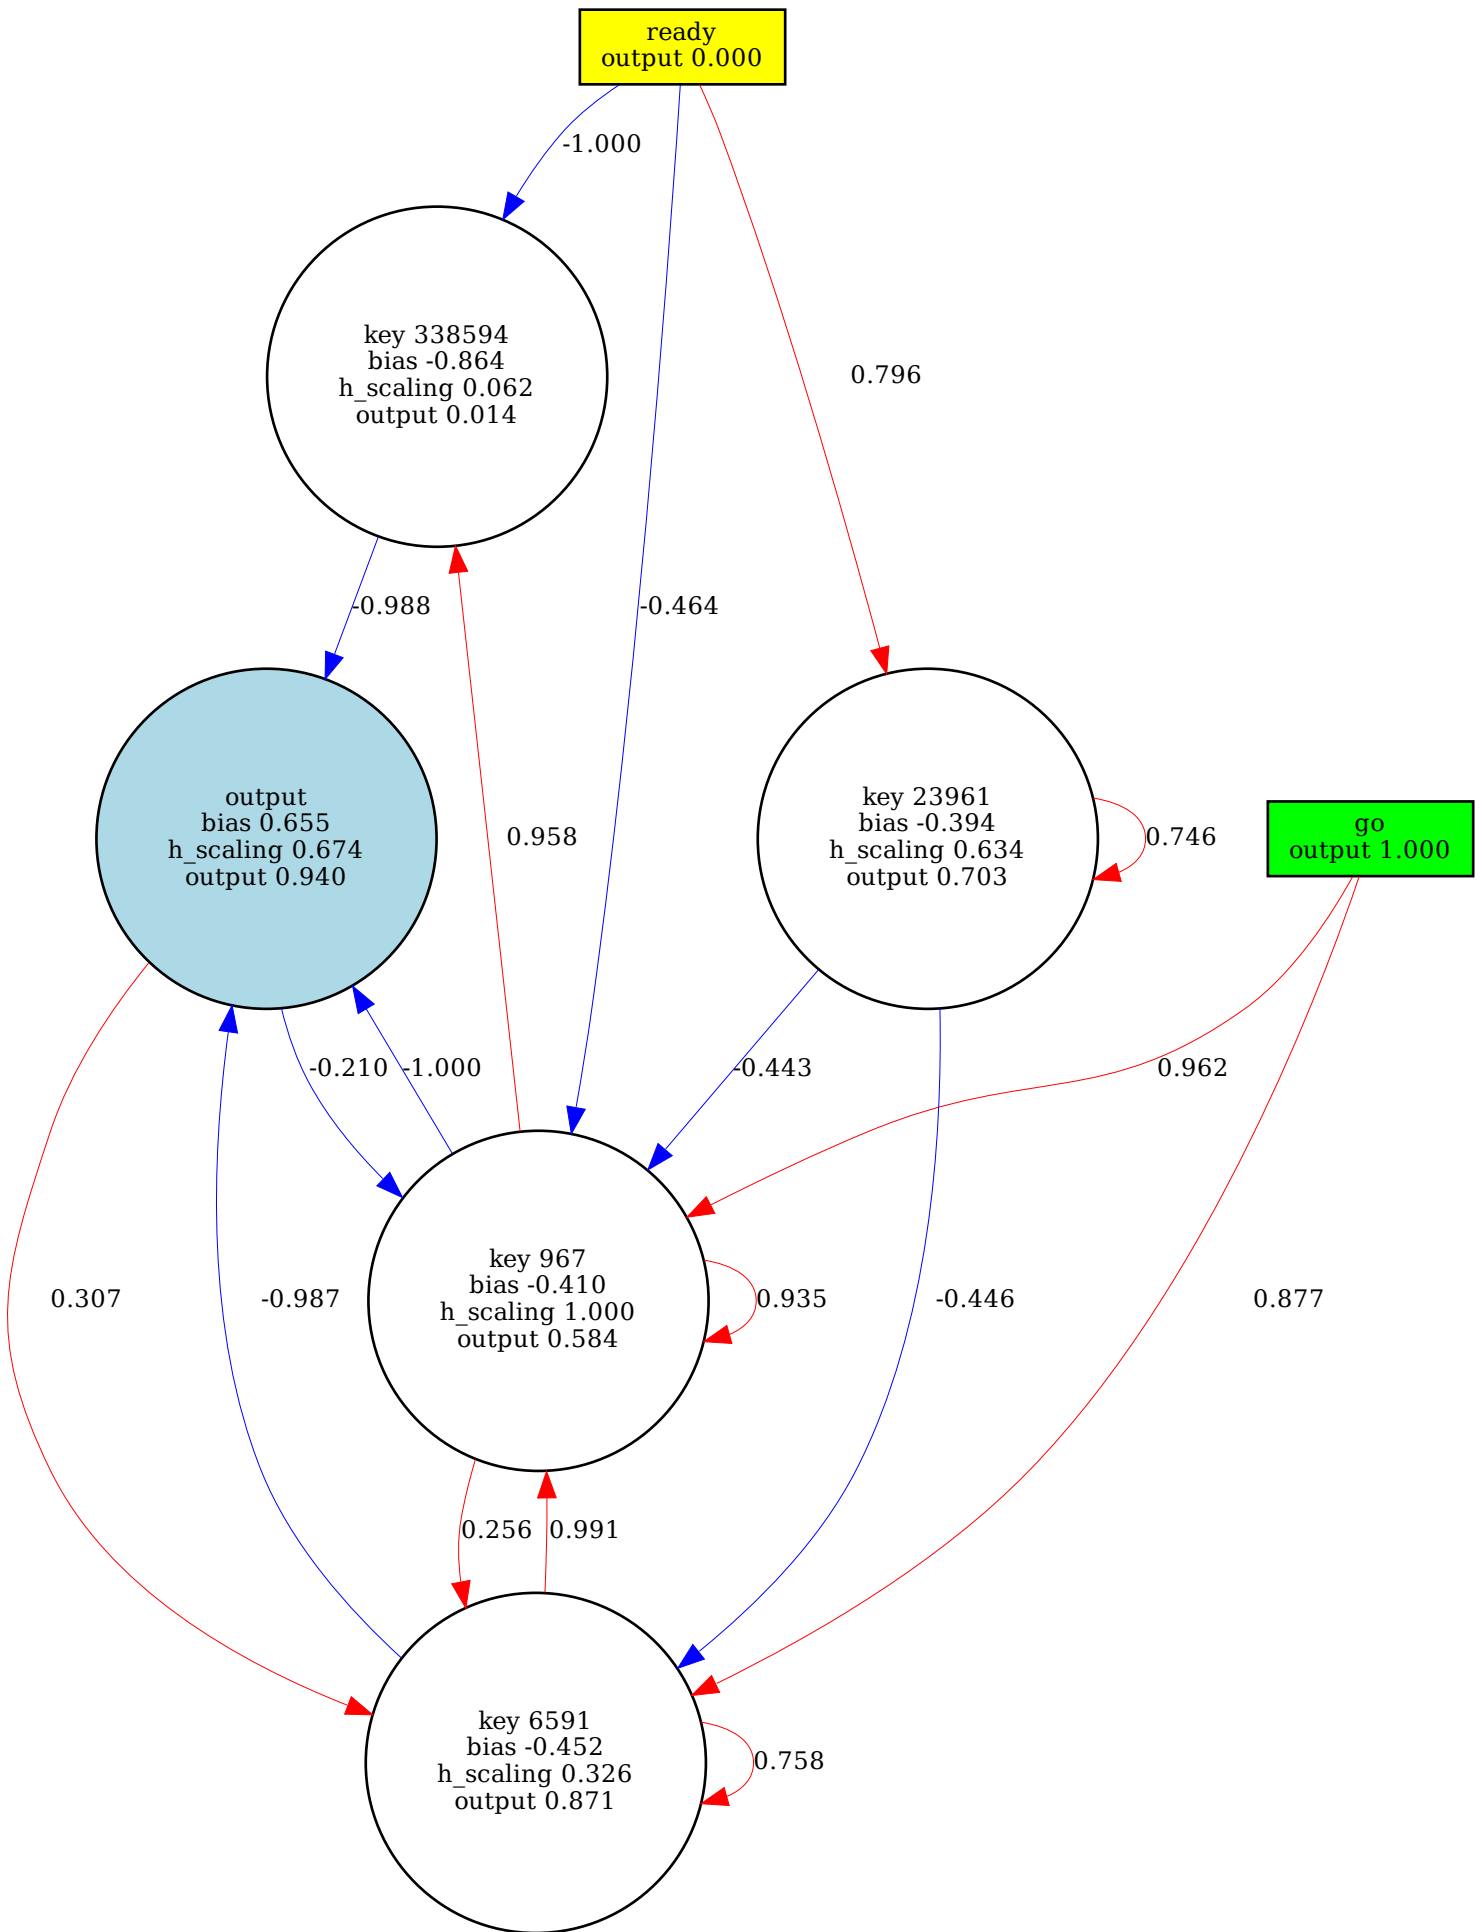 ready
output 0.000
-1.000
key 338594
bias -0.864
h_scaling 0.062
output 0.014
0.796
-0.988
-0.464
output
bias 0.655
h_scaling 0.674
output 0.940
0.958
key 23961
bias -0.394
h_scaling 0.634
output 0.703
0.746
go
output 1.000
-0.210
-1.000
-0.443
0.962
0.307
-0.987
key 967
bias -0.410
h_scaling 1.000
output 0.584
0.935
-0.446
0.877
0.256
0.991
key 6591
bias -0.452
h_scaling 0.326
output 0.871
0.758